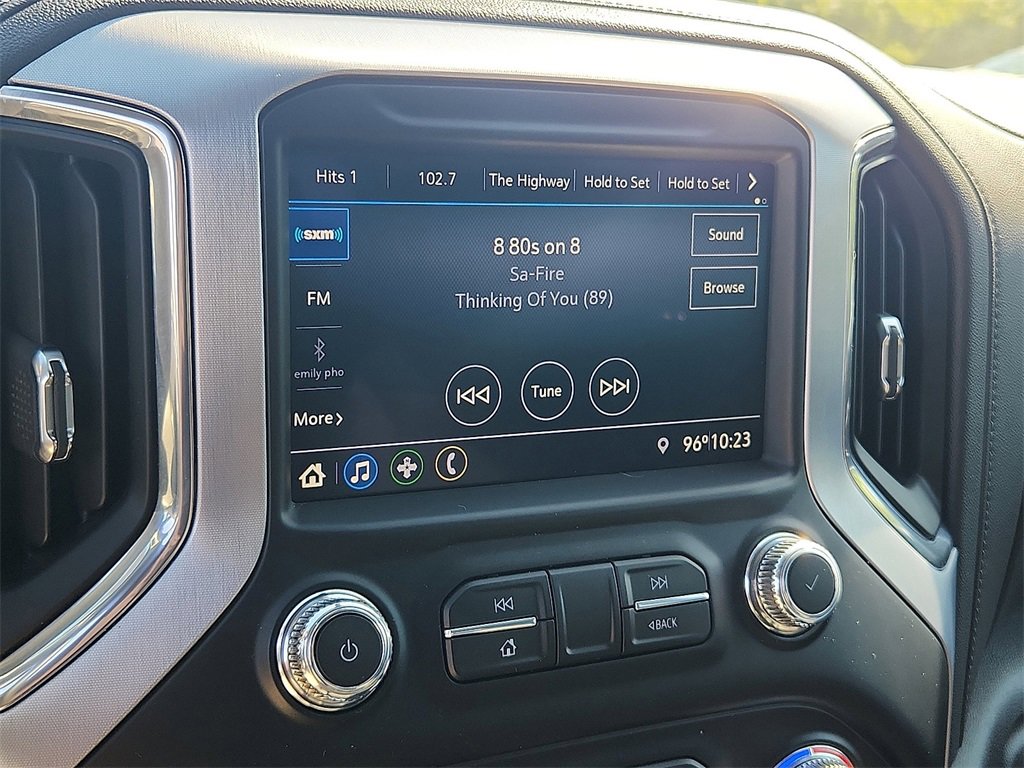 Hits 1 102.7 The Highway Hold to Set Hold to Set
sxm
8 80s on 8
Sound
Sa-Fire
FM
Thinking Of You (89)
Browse
emily pho
Tune
More
96° 10:23
BACK